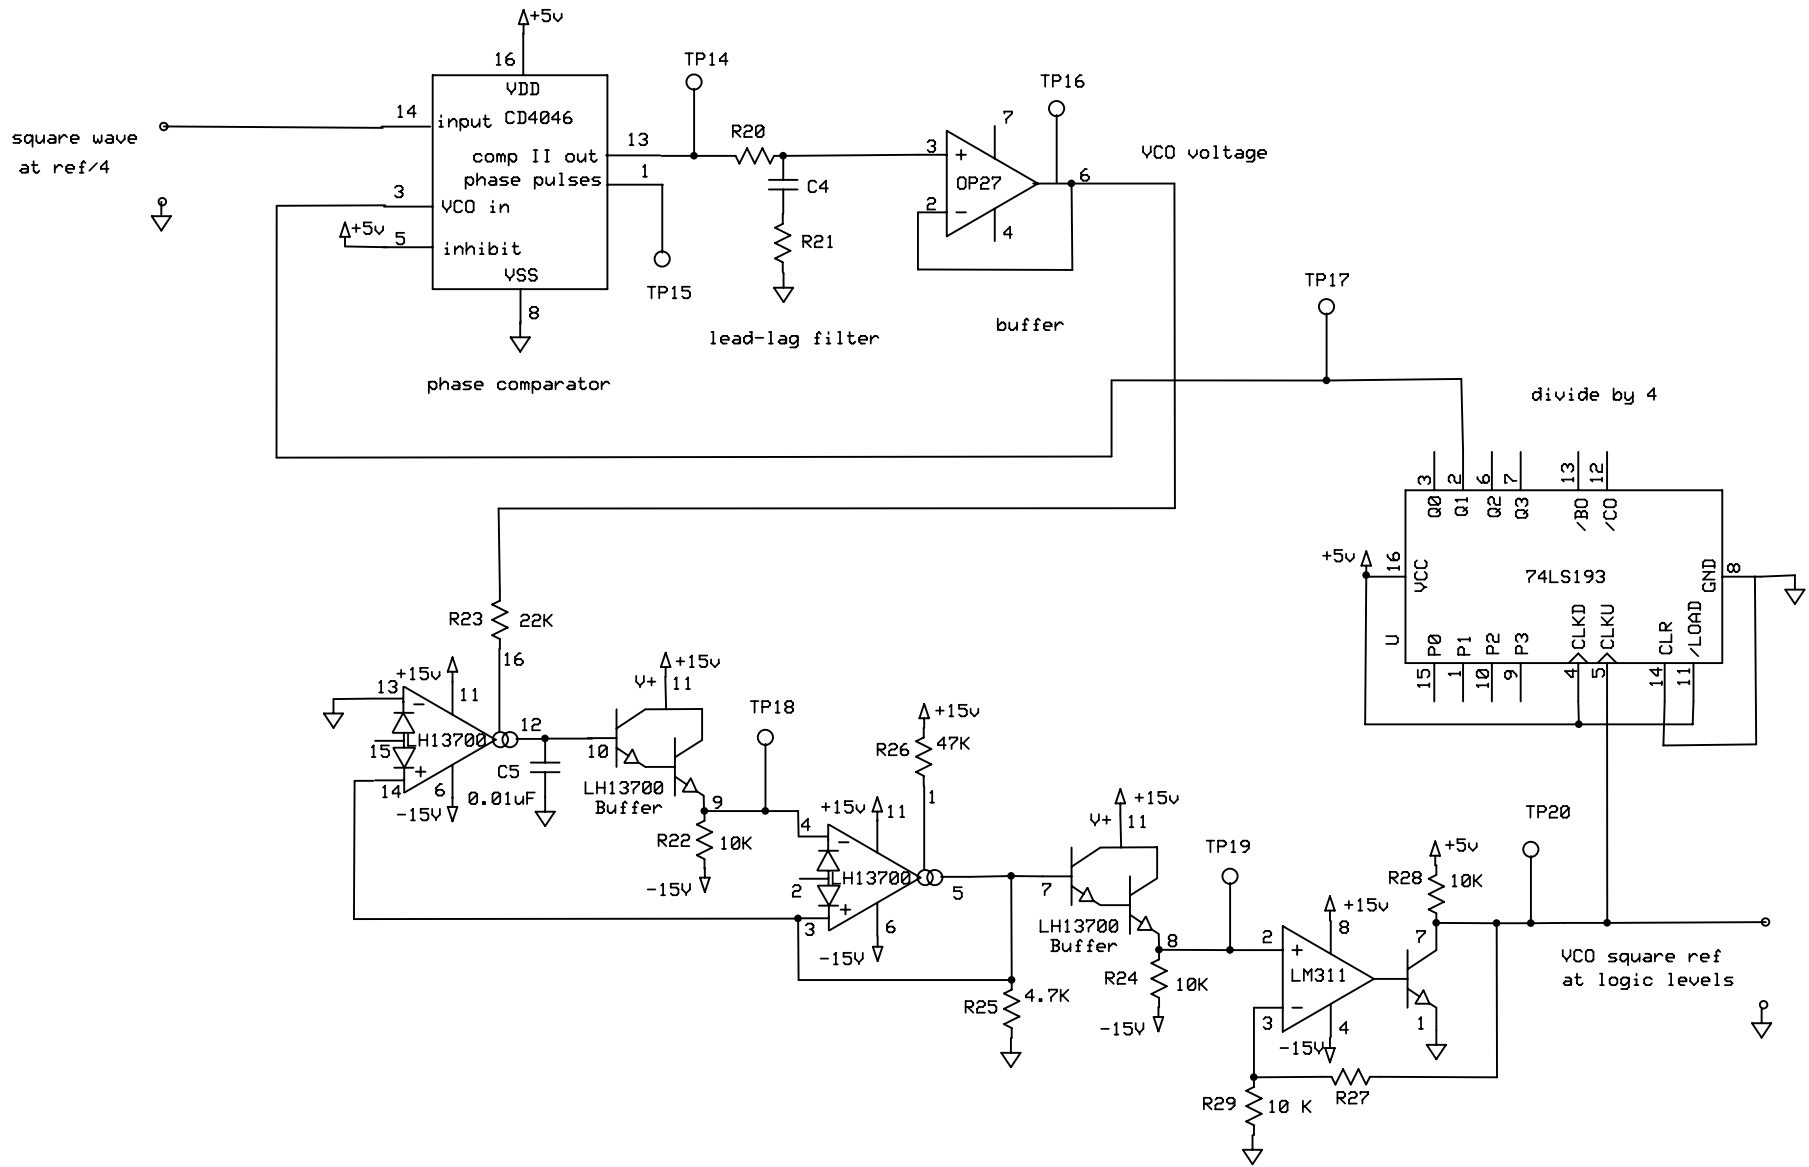 +5v
16
VDD
CD4046
14
input
square wave
at ref/4
13
comp II out
1
phase pulses
3
VCO in
+5v
5
inhibit
VSS
8
phase comparator
TP14
TP15
R20
C4
R21
lead-lag filter
3
+
7
OP27
2
-
4
6
TP16
buffer
VCO voltage
TP17
divide by 4
3
2
6
7
13
12
Q0
Q1
Q2
Q3
/BO
/CO
+5v
16
VCC
74LS193
GND
8
U
P0
P1
P2
P3
CLKD
CLKU
CLR
/LOAD
15
1
10
9
4
5
14
11
R23
22K
16
+15v
11
13
-
LH13700
15
+
14
6
-15V
12
C5
0.01uF
V+
+15v
11
10
LH13700
Buffer
9
R22
10K
-15V
TP18
+15v
11
4
-
LH13700
2
+
3
6
-15V
+15v
R26
47K
1
5
R25
4.7K
V+
+15v
11
7
LH13700
Buffer
8
R24
10K
-15V
TP19
2
+
+15v
8
LM311
3
-
4
-15V
+5v
R28
10K
7
1
TP20
VCO square ref
at logic levels
R27
R29
10 K